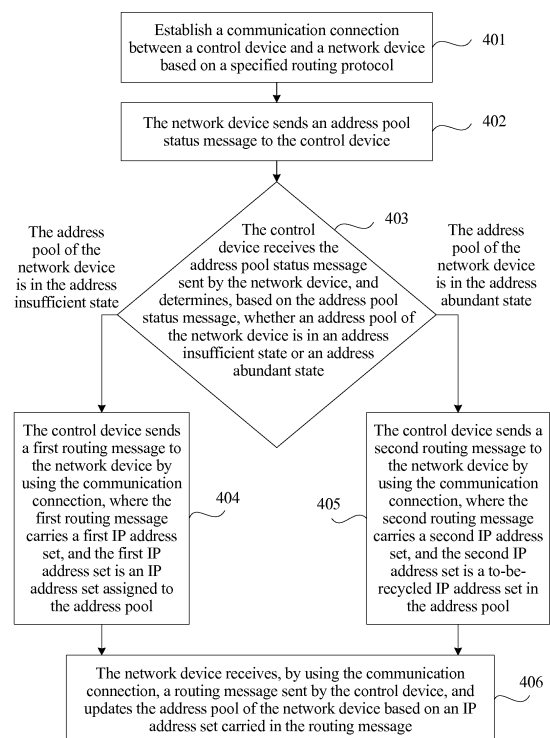 Establish a communication connection
between a control device and a network device
based on a specified routing protocol
401
The network device sends an address pool
status message to the control device
402
403
The address
pool of the
network device
is in the address
insufficient state
The control
device receives the
address pool status message
sent by the network device, and
determines, based on the address pool
status message, whether an address pool of
the network device is in an address
insufficient state or an address
abundant state
The address
pool of the
network device
is in the address
abundant state
The control device sends
a first routing message to
the network device by
using the communication
connection, where the
first routing message
carries a first IP address
set, and the first IP
address set is an IP
address set assigned to
the address pool
404
405
The control device sends a
second routing message to
the network device by
using the communication
connection, where the
second routing message
carries a second IP address
set, and the second IP
address set is a to-be-
recycled IP address set in
the address pool
The network device receives, by using the communication
connection, a routing message sent by the control device, and
updates the address pool of the network device based on an IP
address set carried in the routing message
406